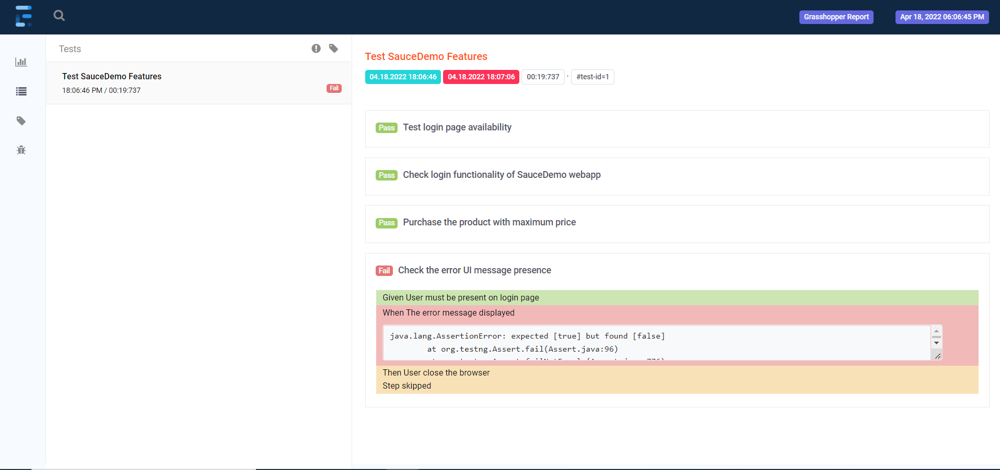 Grasshopper Report
Apr 18, 2022 06:06:45 PM
Tests
Test SauceDemo Features
18:06:46 PM / 00:19:737
Fail
Test SauceDemo Features
04.18.2022 18:06:46 04.18.2022 18:07:06 00:19:737 · #test-id=1
Pass Test login page availability
Pass Check login functionality of SauceDemo webapp
Pass Purchase the product with maximum price
Fail Check the error UI message presence
Given User must be present on login page
When The error message displayed
java.lang.AssertionError: expected [true] but found [false]
at org.testng.Assert.fail(Assert.java:96)
Then User close the browser
Step skipped